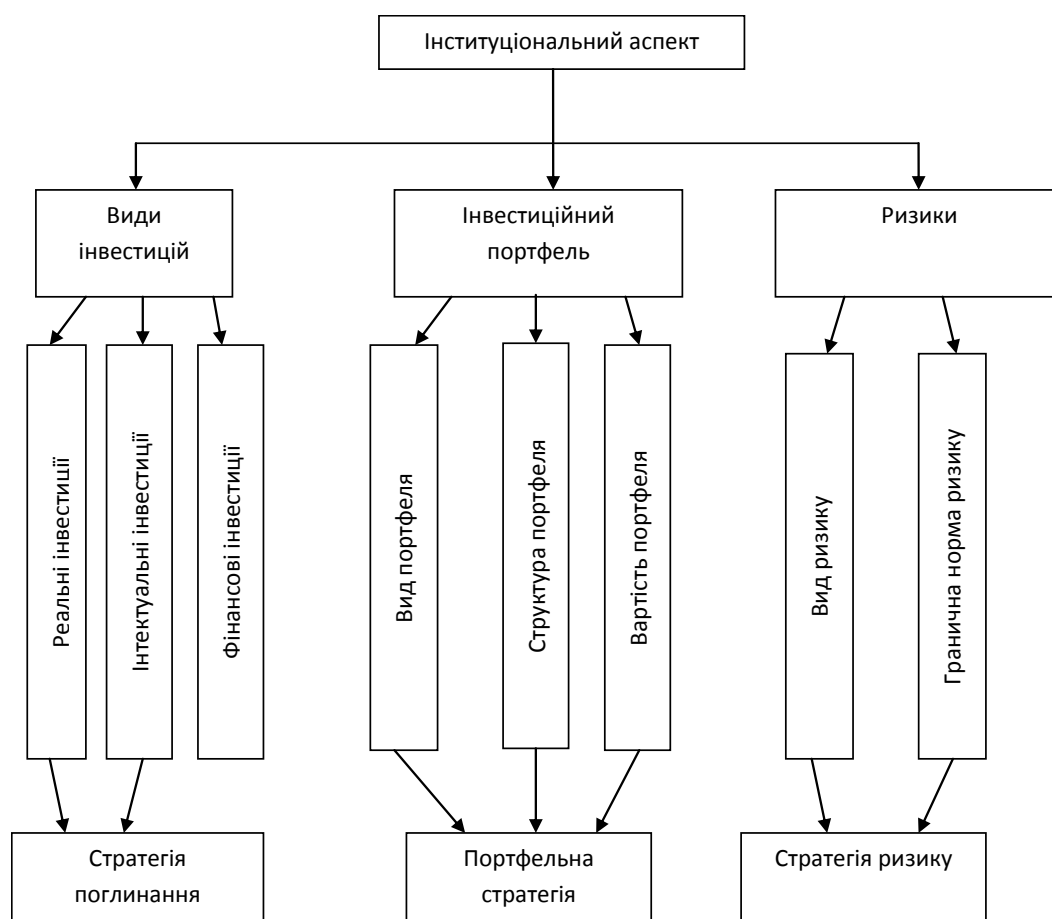 Інституціональний аспект
Види
інвестицій
Інвестиційний
портфель
Ризики
Реальні інвестиції
Інтектуальні інвестиції
Фінансові інвестиції
Вид портфеля
Структура портфеля
Вартість портфеля
Вид ризику
Гранична норма ризику
Стратегія
поглинання
Портфельна
стратегія
Стратегія ризику